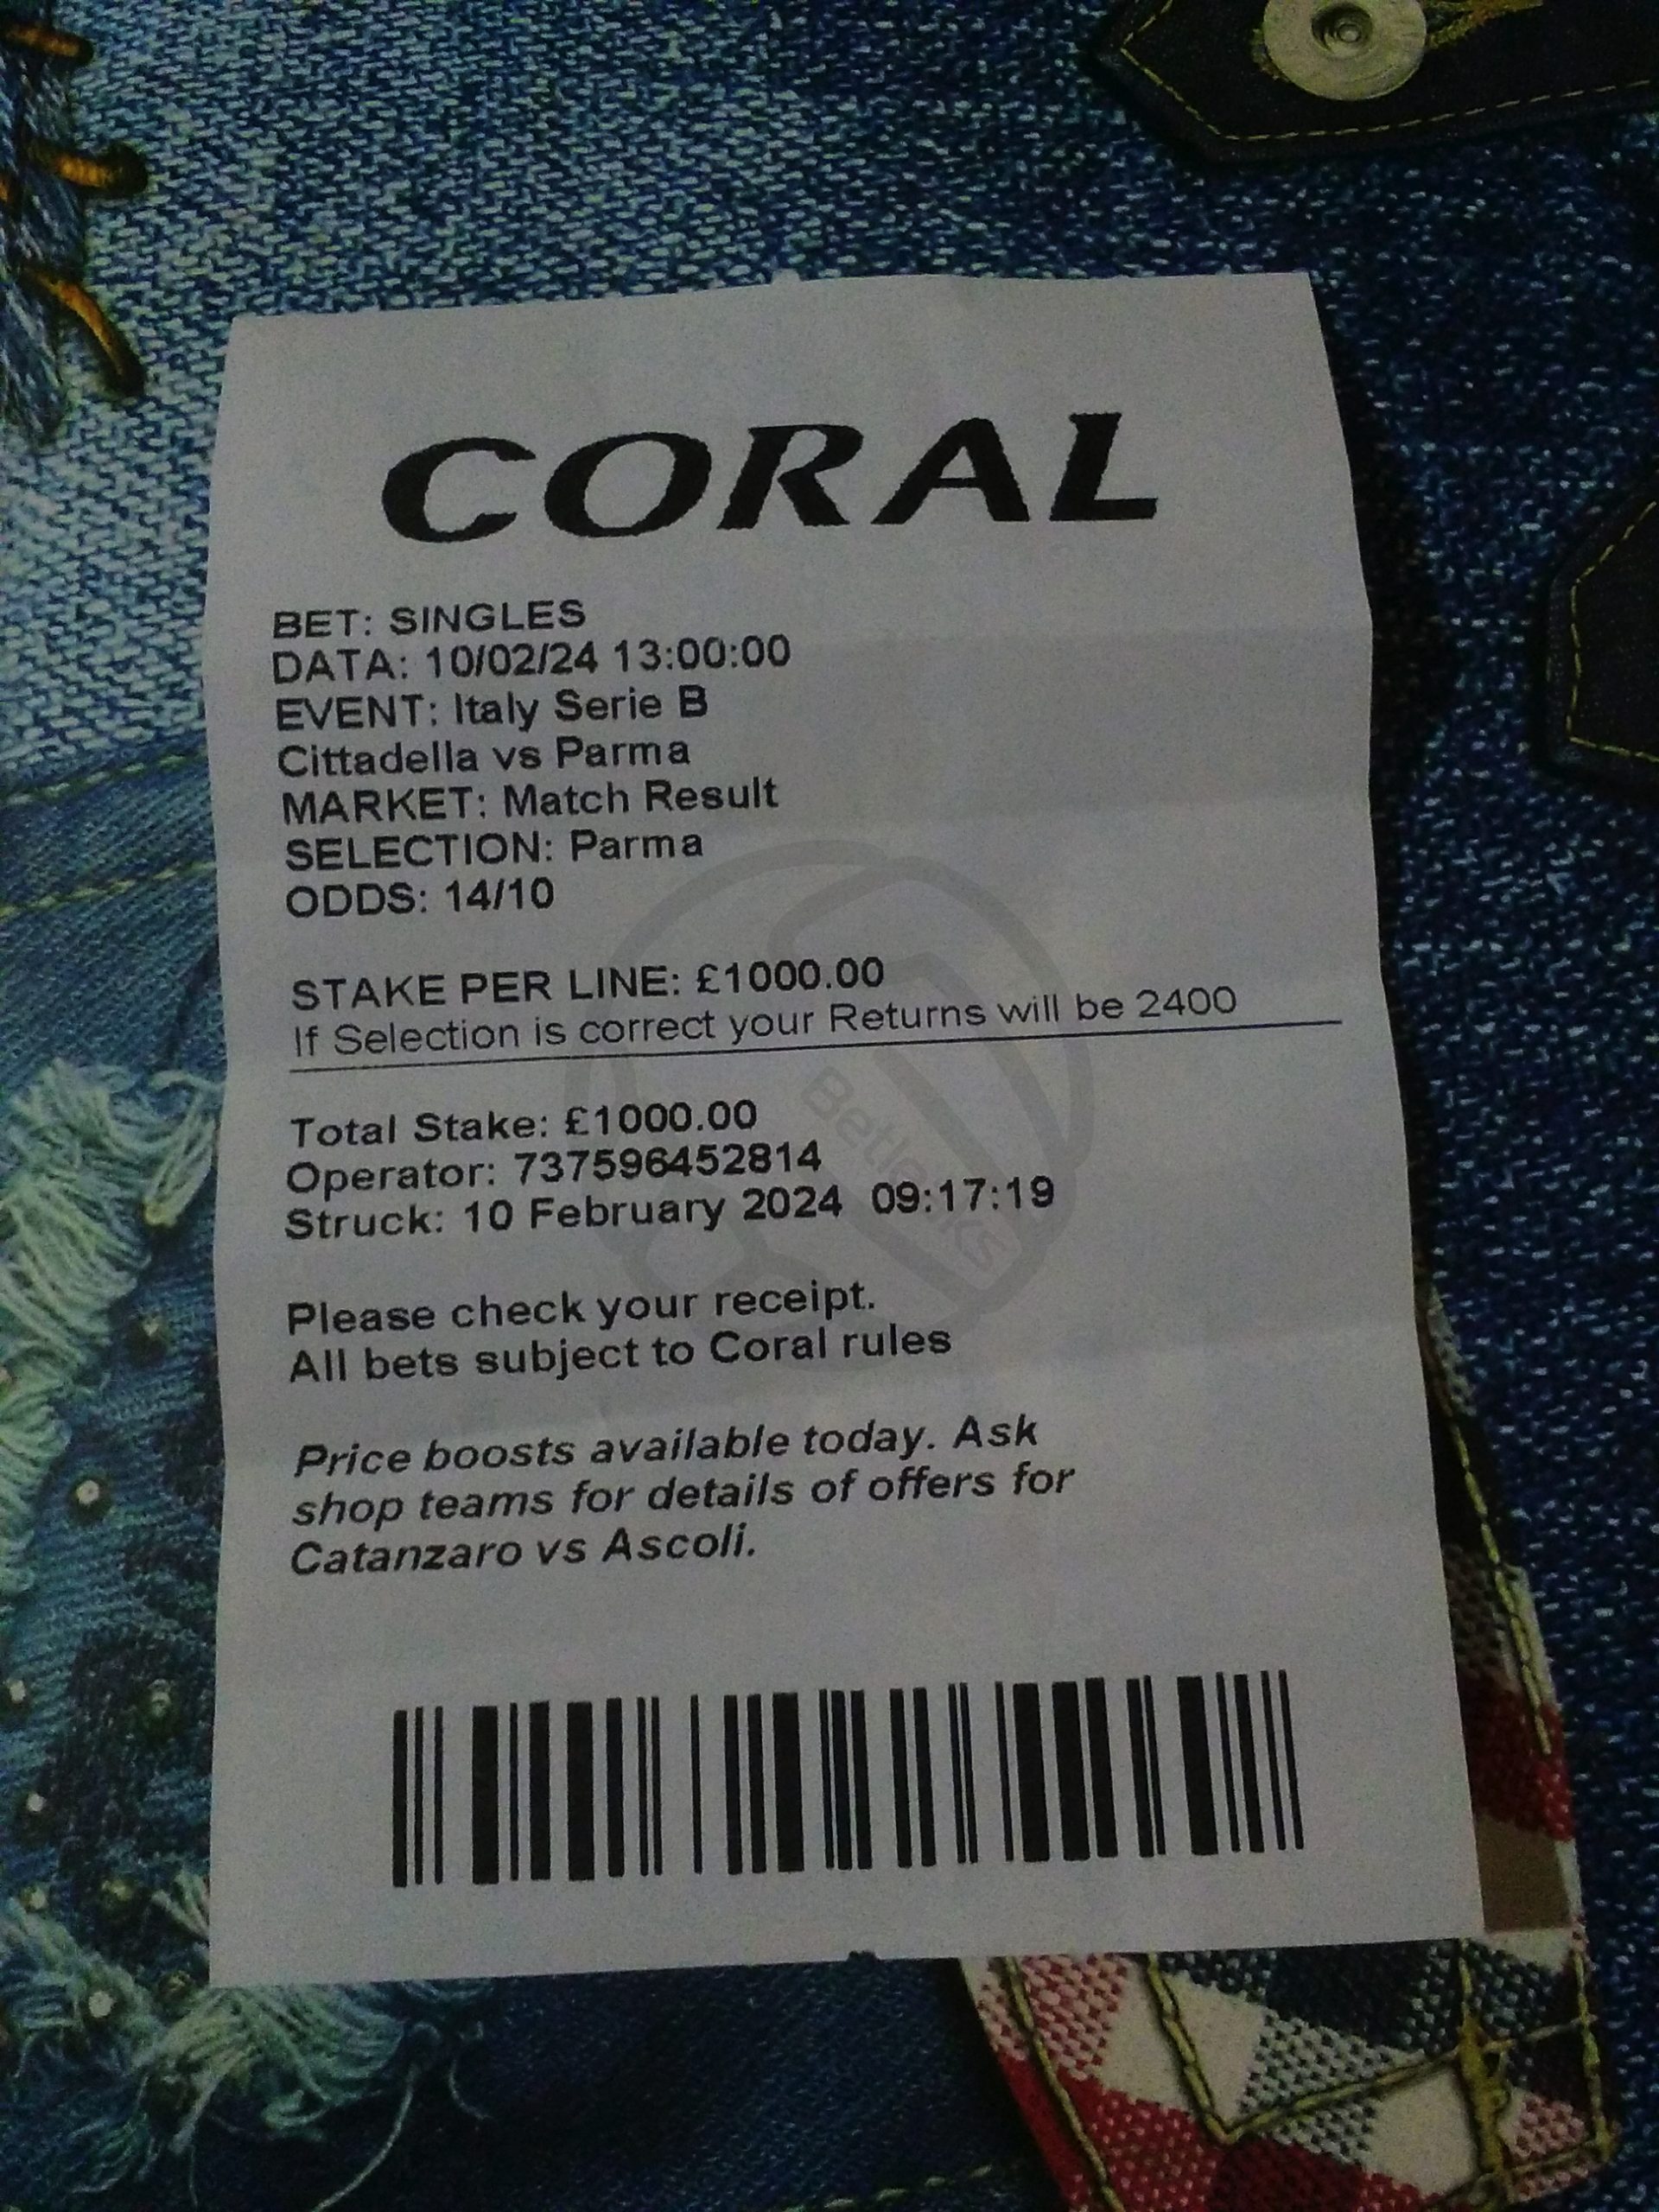 CORAL
BET: SINGLES
DATA: 10/02/24 13:00:00
EVENT: Italy Serie B
Cittadella vs Parma
MARKET: Match Result
SELECTION: Parma
ODDS: 14/10
STAKE PER LINE: £1000.00
If Selection is correct your Returns will be 2400
Total Stake: £1000.00
Operator: 737596452814
Struck: 10 February 2024 09:17:19
Please check your receipt.
All bets subject to Coral rules
Price boosts available today. Ask
shop teams for details of offers for
Catanzaro vs Ascoli.